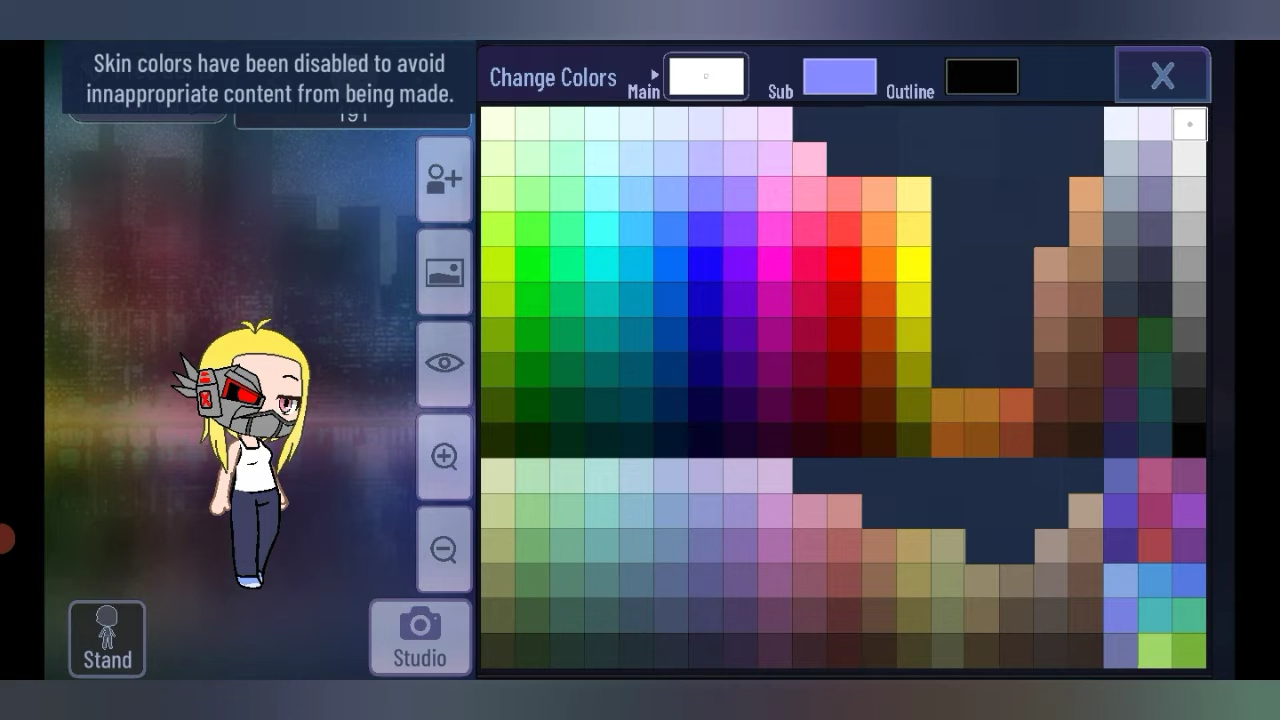 Skin colors have been disabled to avoid
innappropriate content from being made.
191
Change Colors
Main
Sub
Outline
X
Stand
Studio